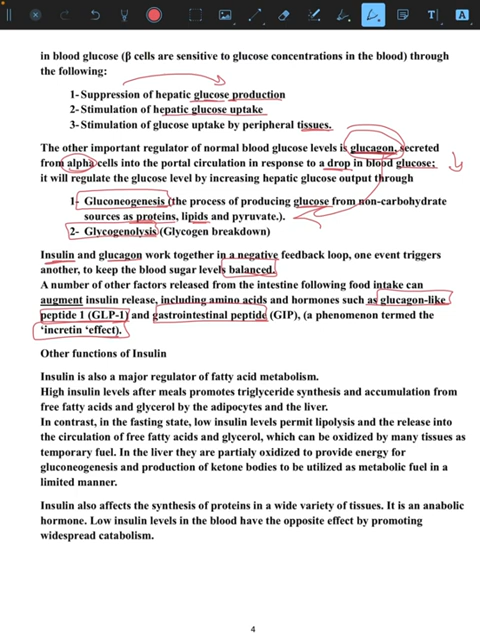 in blood glucose (β cells are sensitive to glucose concentrations in the blood) through
the following:
1- Suppression of hepatic glucose production
2- Stimulation of hepatic glucose uptake
3- Stimulation of glucose uptake by peripheral tissues.
The other important regulator of normal blood glucose levels is glucagon, secreted
from alpha cells into the portal circulation in response to a drop in blood glucose:
it will regulate the glucose level by increasing hepatic glucose output through
1- Gluconeogenesis (the process of producing glucose from non-carbohydrate
sources as proteins, lipids and pyruvate.).
2- Glycogenolysis (Glycogen breakdown)
Insulin and glucagon work together in a negative feedback loop, one event triggers
another, to keep the blood sugar levels balanced.
A number of other factors released from the intestine following food intake can
augment insulin release, including amino acids and hormones such as glucagon-like
peptide 1 (GLP-1) and gastrointestinal peptide (GIP), (a phenomenon termed the
‘incretin ‘effect).
Other functions of Insulin
Insulin is also a major regulator of fatty acid metabolism.
High insulin levels after meals promotes triglyceride synthesis and accumulation from
free fatty acids and glycerol by the adipocytes and the liver.
In contrast, in the fasting state, low insulin levels permit lipolysis and the release into
the circulation of free fatty acids and glycerol, which can be oxidized by many tissues as
temporary fuel. In the liver they are partialy oxidized to provide energy for
gluconeogenesis and production of ketone bodies to be utilized as metabolic fuel in a
limited manner.
Insulin also affects the synthesis of proteins in a wide variety of tissues. It is an anabolic
hormone. Low insulin levels in the blood have the opposite effect by promoting
widespread catabolism.
4